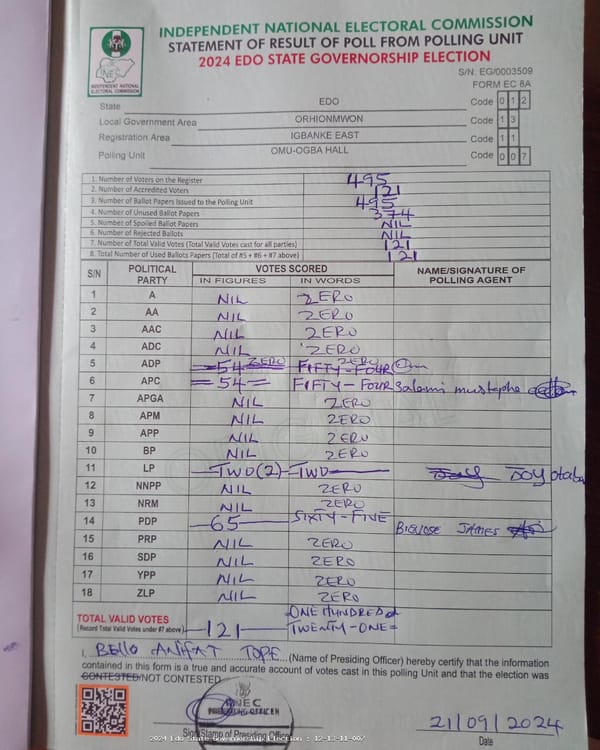 INDEPENDENT NATIONAL ELECTORAL COMMISSION
STATEMENT OF RESULT OF POLL FROM POLLING UNIT
2024 EDO STATE GOVERNORSHIP ELECTION
INEC
INDEPENDENT NATIONAL ELECTORAL COMMISSION
S/N. EG/0003509
FORM EC 8A
State EDO Code 0 1 2
Local Government Area ORHIONMWON Code 1 3
Registration Area IGBANKE EAST Code 1 1
Polling Unit OMU-OGBA HALL Code 0 0 7
1. Number of Voters on the Register 495
2. Number of Accredited Voters 121
3. Number of Ballot Papers Issued to the Polling Unit 495
4. Number of Unused Ballot Papers 374
5. Number of Spoiled Ballot Papers NIL
6. Number of Rejected Ballots NIL
7. Number of Total Valid Votes (Total Valid Votes cast for all parties) 121
8. Total Number of Used Ballots Papers (Total of #5 + #6 + #7 above) 121
S/N POLITICAL PARTY VOTES SCORED NAME/SIGNATURE OF POLLING AGENT
IN FIGURES IN WORDS
1 A NIL ZERO
2 AA NIL ZERO
3 AAC NIL ZERO
4 ADC NIL ZERO
5 ADP 54 ZERO FIFTY-FOUR ZERO
6 APC =54= FIFTY-FOUR Salami mustapha
7 APGA NIL ZERO
8 APM NIL ZERO
9 APP NIL ZERO
10 BP NIL ZERO
11 LP TWO(2) TWO JOY
12 NNPP NIL ZERO
13 NRM NIL ZERO
14 PDP 65 SIXTY-FIVE JAMES
15 PRP NIL ZERO
16 SDP NIL ZERO
17 YPP NIL ZERO
18 ZLP NIL ZERO
TOTAL VALID VOTES
(Record Total Valid Votes under #7 above) 121 ONE HUNDRED & TWENTY-ONE=
I, BELLO TOPE (Name of Presiding Officer) hereby certify that the information
contained in this form is a true and accurate account of votes cast in this polling Unit and that the election was
CONTESTED/NOT CONTESTED
INEC
PRESIDING OFFICER
Sign/Stamp of Presiding Officer
21/09/2024
Date
2024 Edo State Governorship Election : 12-13-11-007